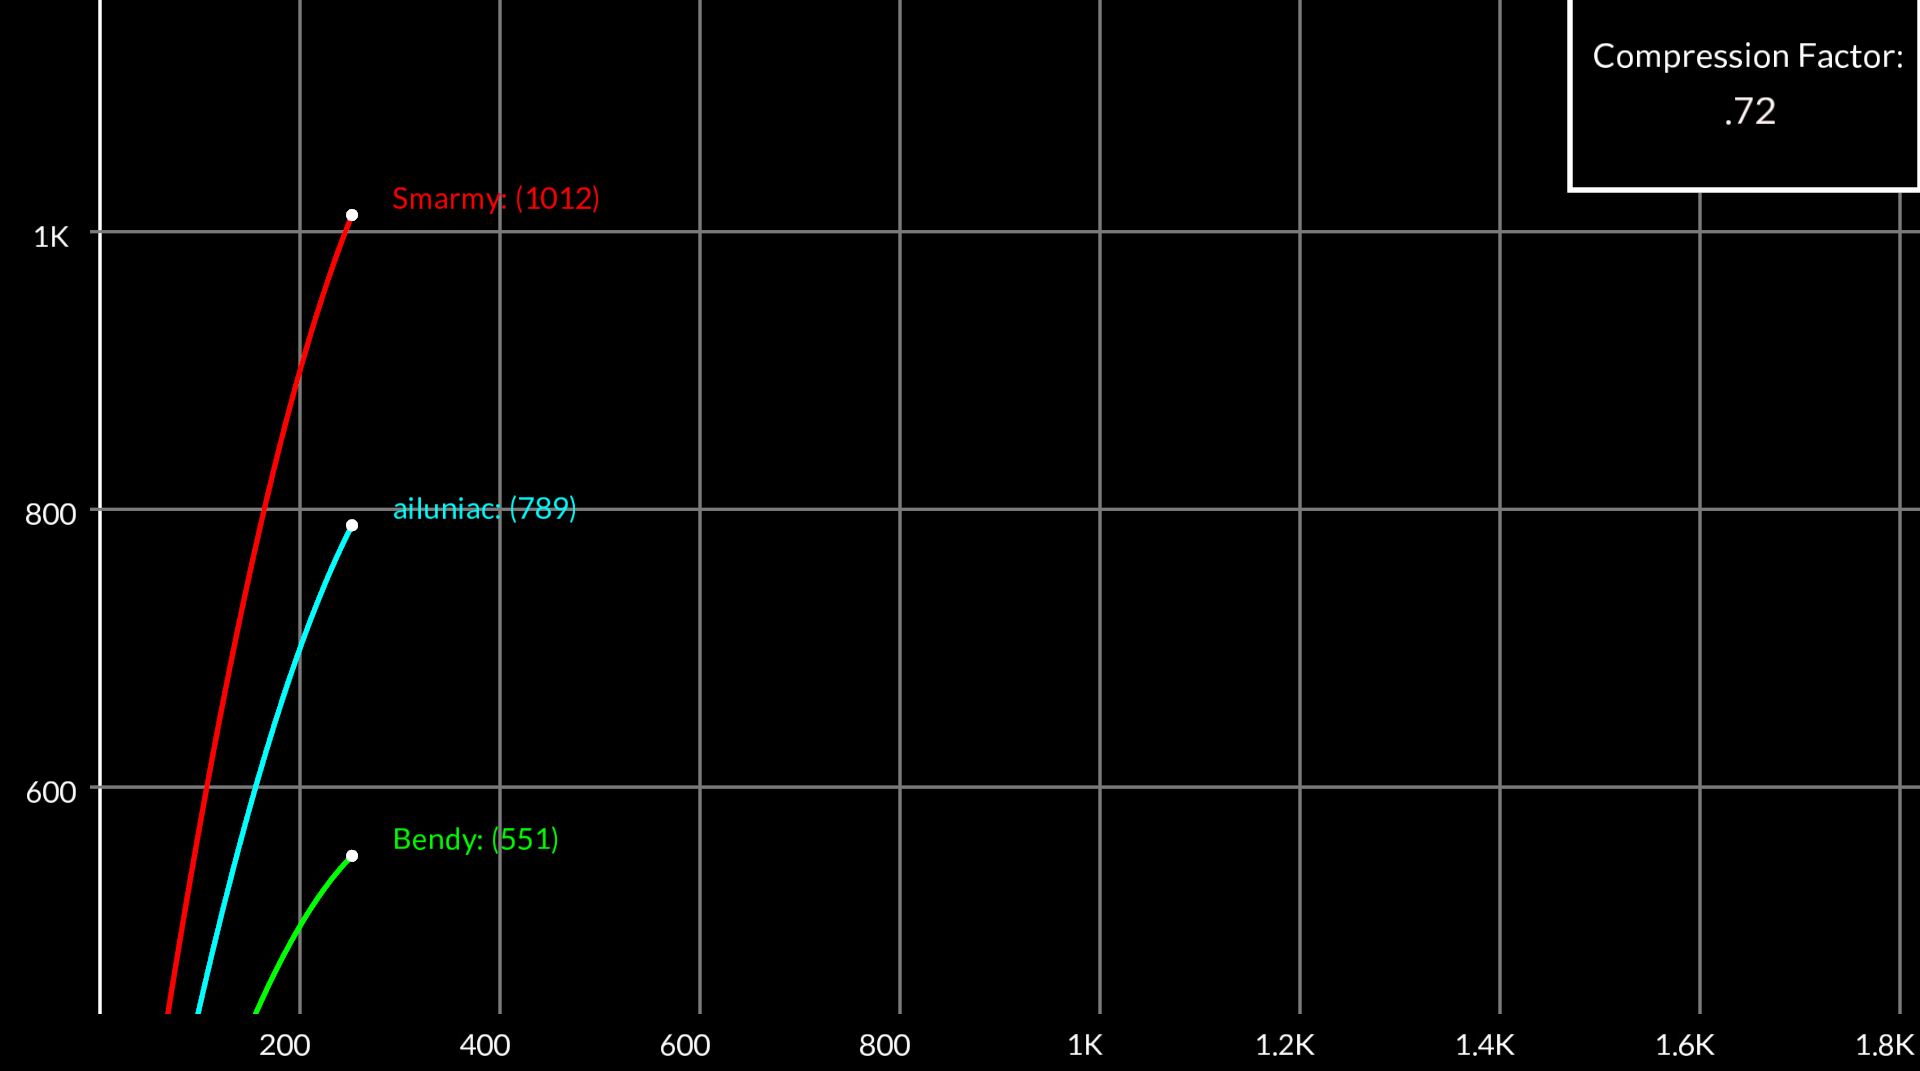 Compression Factor:
.72
Smarmy: (1012)
1K
ailuniac: (789)
800
600
Bendy: (551)
200 400 600 800 1K 1.2K 1.4K 1.6K 1.8K